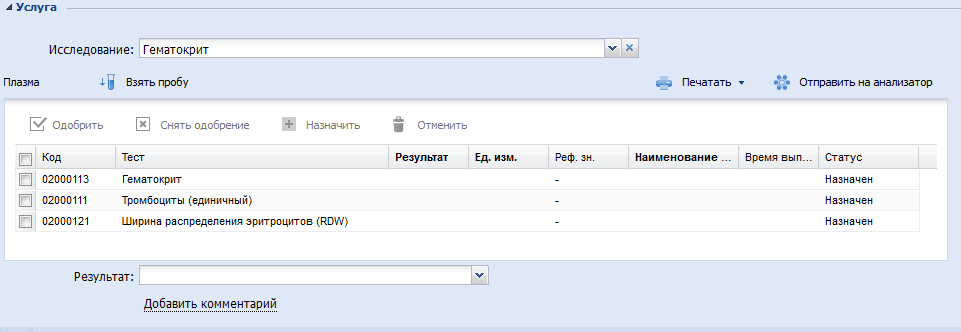 Услуга
Исследование: Гематокрит
Плазма Взять пробу Печатать Отправить на анализатор
Одобрить Снять одобрение Назначить Отменить
Код Тест Результат Ед. изм. Реф. зн. Наименование ... Время вып... Статус
02000113 Гематокрит - Назначен
02000111 Тромбоциты (единичный) - Назначен
02000121 Ширина распределения эритроцитов (RDW) - Назначен
Результат:
Добавить комментарий